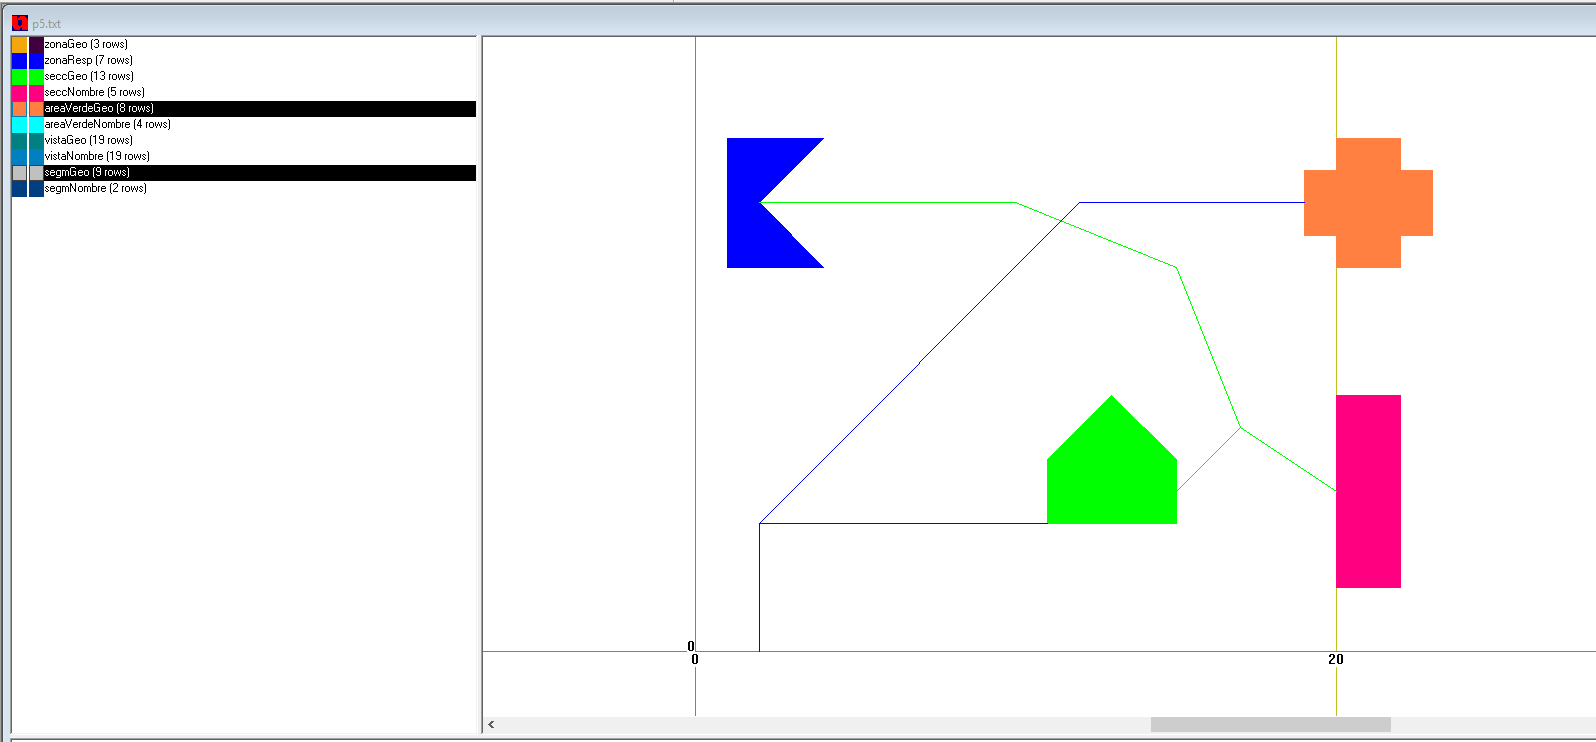 p5.txt
zonaGeo (3 rows)
zonaResp (7 rows)
seccGeo (13 rows)
seccNombre (5 rows)
areaVerdeGeo (8 rows)
areaVerdeNombre (4 rows)
vistaGeo (19 rows)
vistaNombre (19 rows)
segmGeo (9 rows)
segmNombre (2 rows)
0
0
20